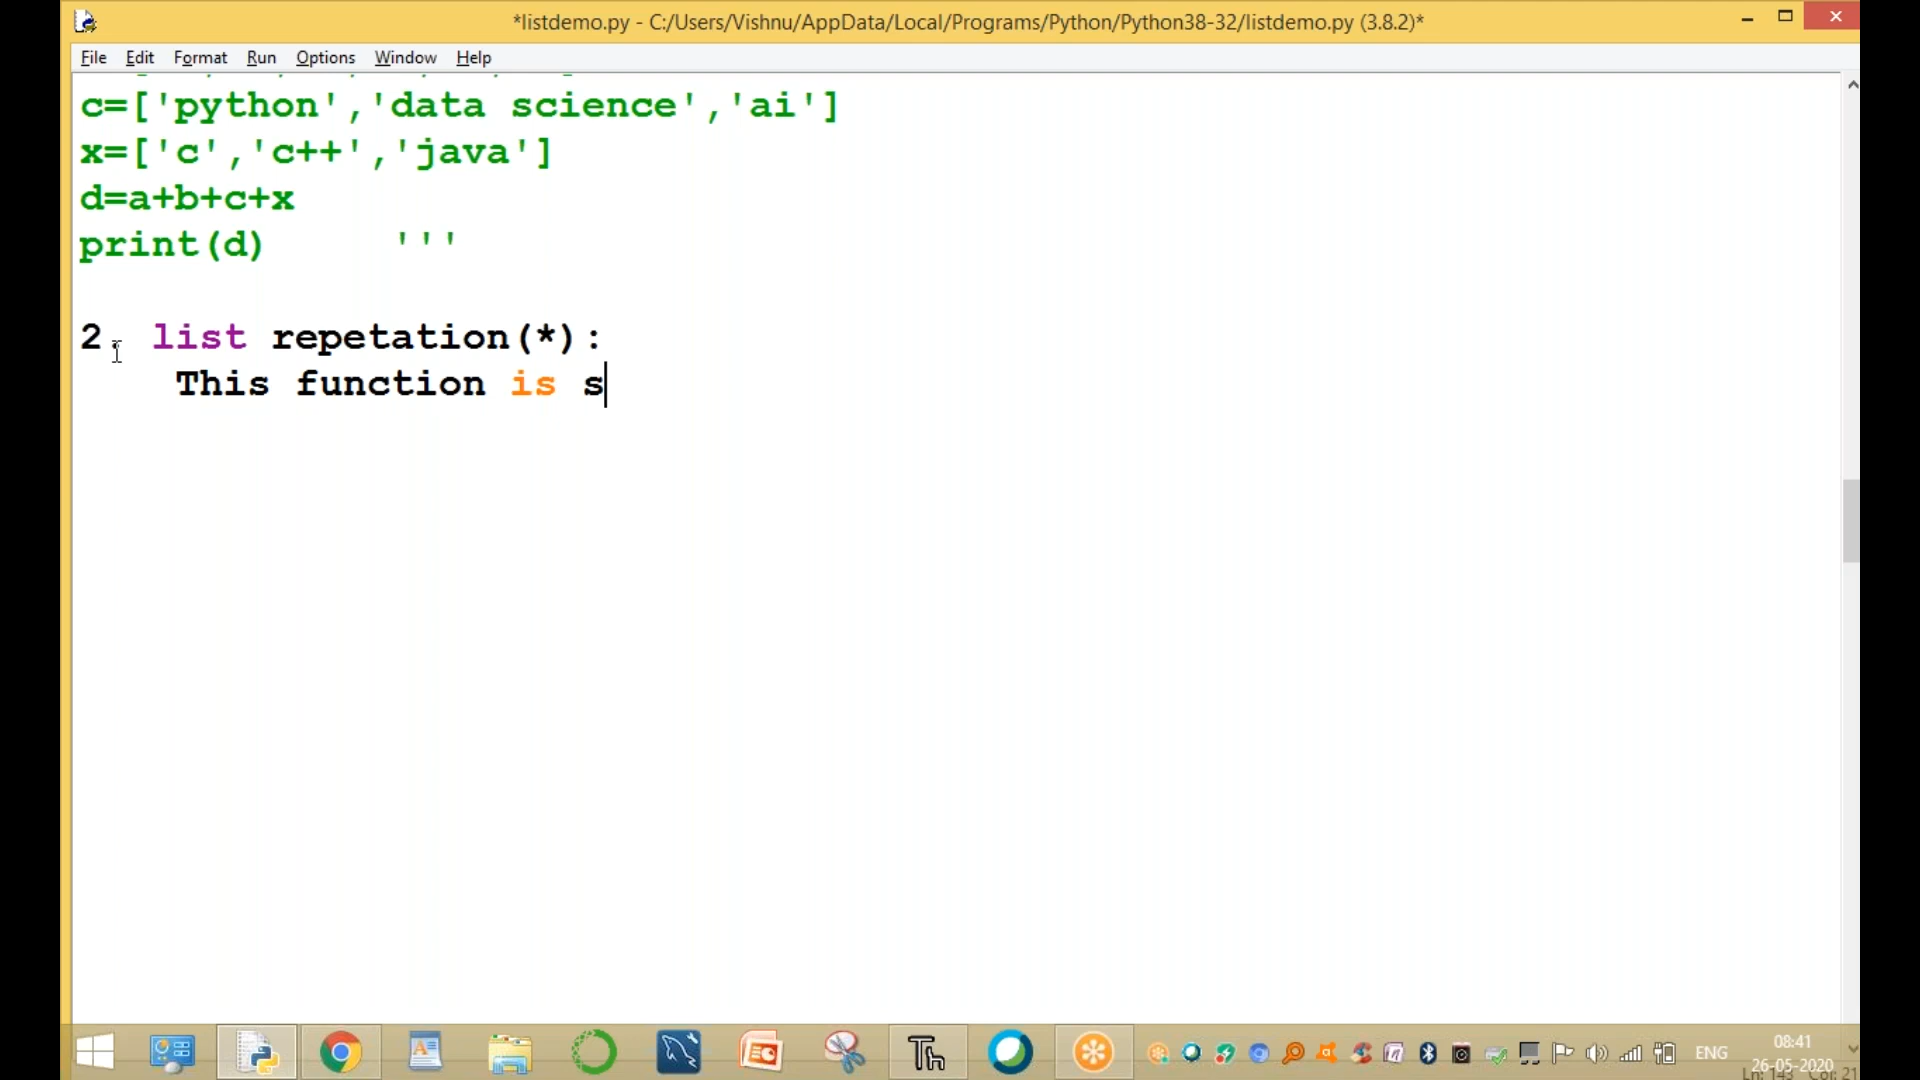 *listdemo.py - C:/Users/Vishnu/AppData/Local/Programs/Python/Python38-32/listdemo.py (3.8.2)*
File Edit Format Run Options Window Help
c=['python','data science','ai']
x=['c','c++','java']
d=a+b+c+x
print(d) '''
2. list repetation(*):
This function is s
Th
ENG
08:41
26-05-2020